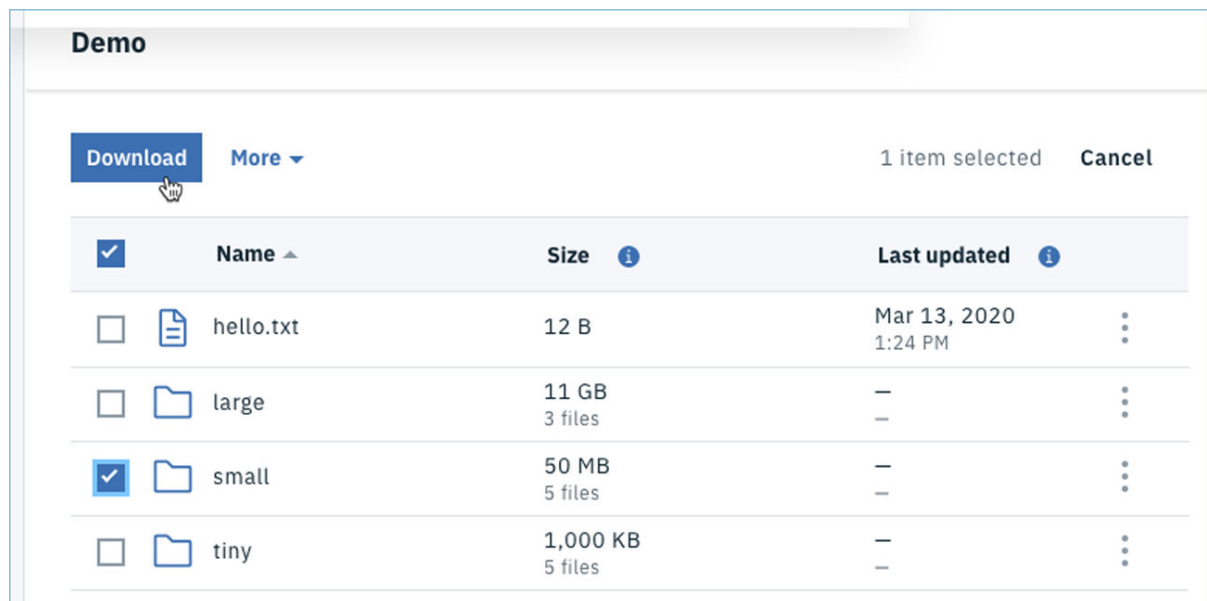 Demo
Download More 1 item selected Cancel
Name Size Last updated
hello.txt 12 B Mar 13, 2020
1:24 PM
large 11 GB –
3 files –
small 50 MB –
5 files –
tiny 1,000 KB –
5 files –